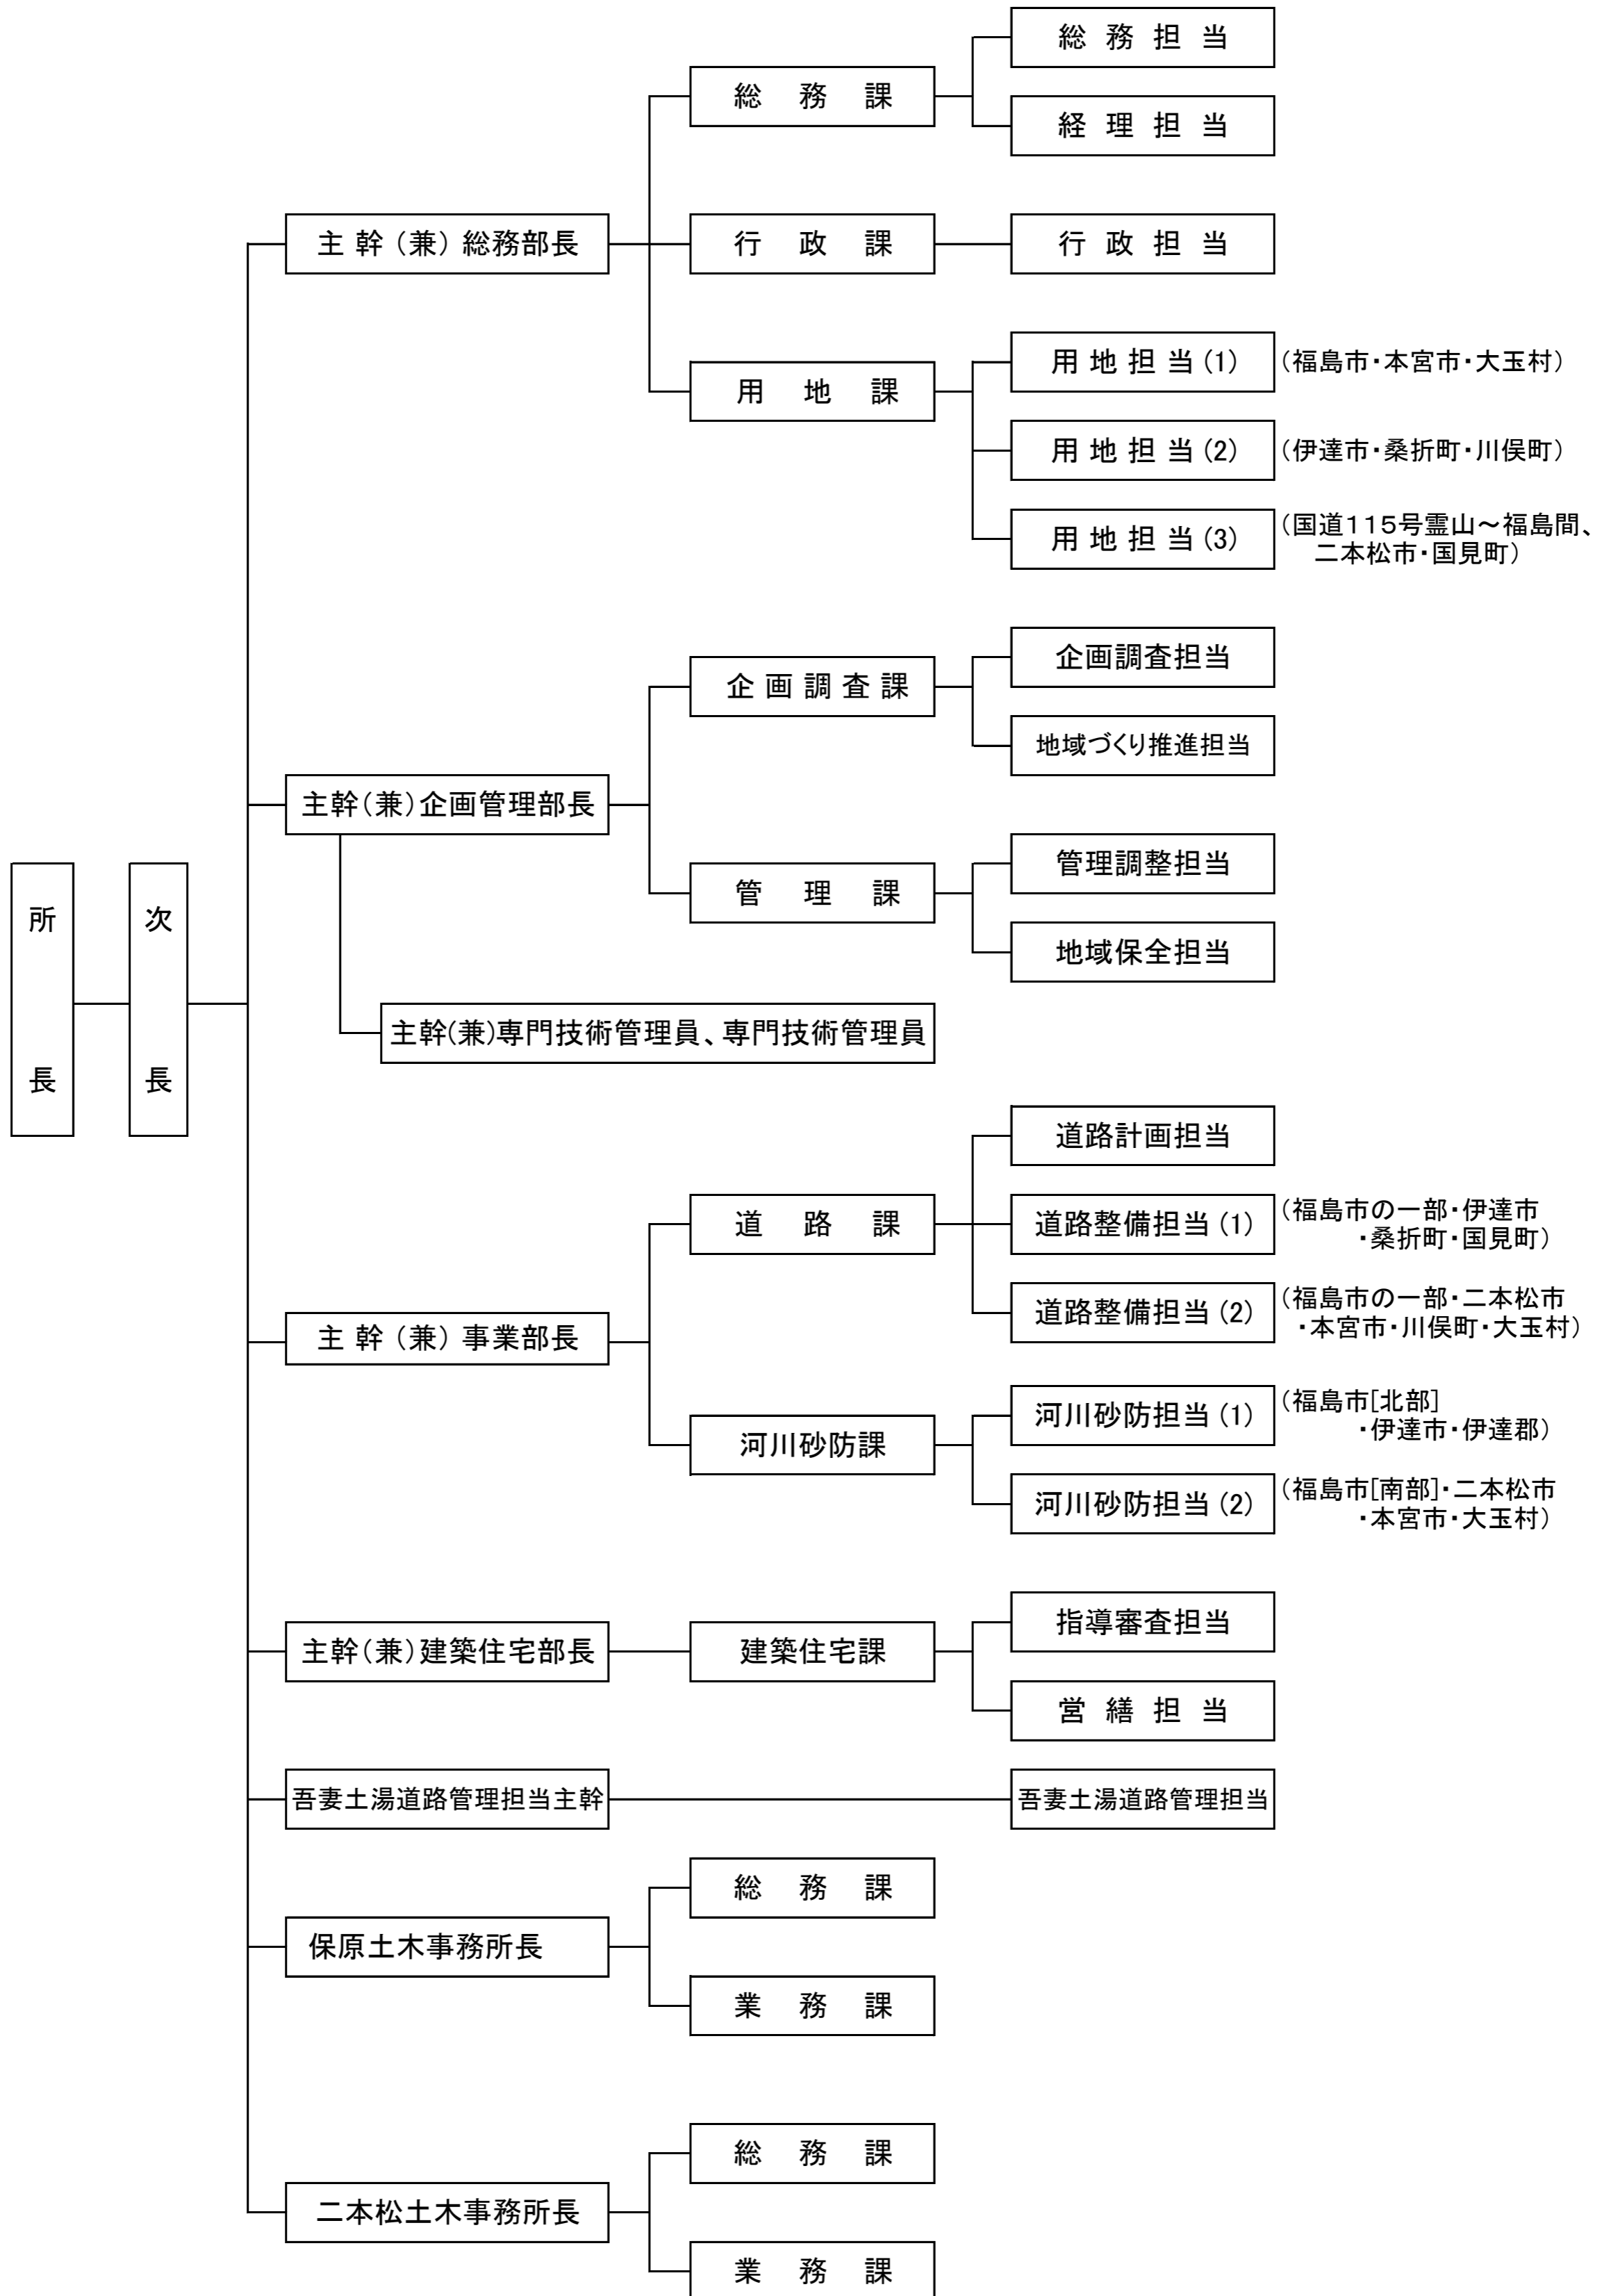 所長
次長
主 幹 （兼） 総務部長
総 務 課
総 務 担 当
経 理 担 当
行 政 課
行 政 担 当
用 地 課
用 地 担 当 (1)
（福島市・本宮市・大玉村）
用 地 担 当 (2)
（伊達市・桑折町・川俣町）
用 地 担 当 (3)
（国道115号霊山～福島間、
二本松市・国見町）
主幹（兼）企画管理部長
企 画 調 査 課
企画調査担当
地域づくり推進担当
管 理 課
管理調整担当
地域保全担当
主幹(兼)専門技術管理員、専門技術管理員
主 幹 （兼） 事業部長
道 路 課
道路計画担当
道路整備担当 (1)
（福島市の一部・伊達市
・桑折町・国見町）
道路整備担当 (2)
（福島市の一部・二本松市
・本宮市・川俣町・大玉村）
河川砂防課
河川砂防担当 (1)
（福島市[北部]
・伊達市・伊達郡）
河川砂防担当 (2)
（福島市[南部]・二本松市
・本宮市・大玉村）
主幹（兼）建築住宅部長
建築住宅課
指導審査担当
営 繕 担 当
吾妻土湯道路管理担当主幹
吾妻土湯道路管理担当
保原土木事務所長
総 務 課
業 務 課
二本松土木事務所長
総 務 課
業 務 課